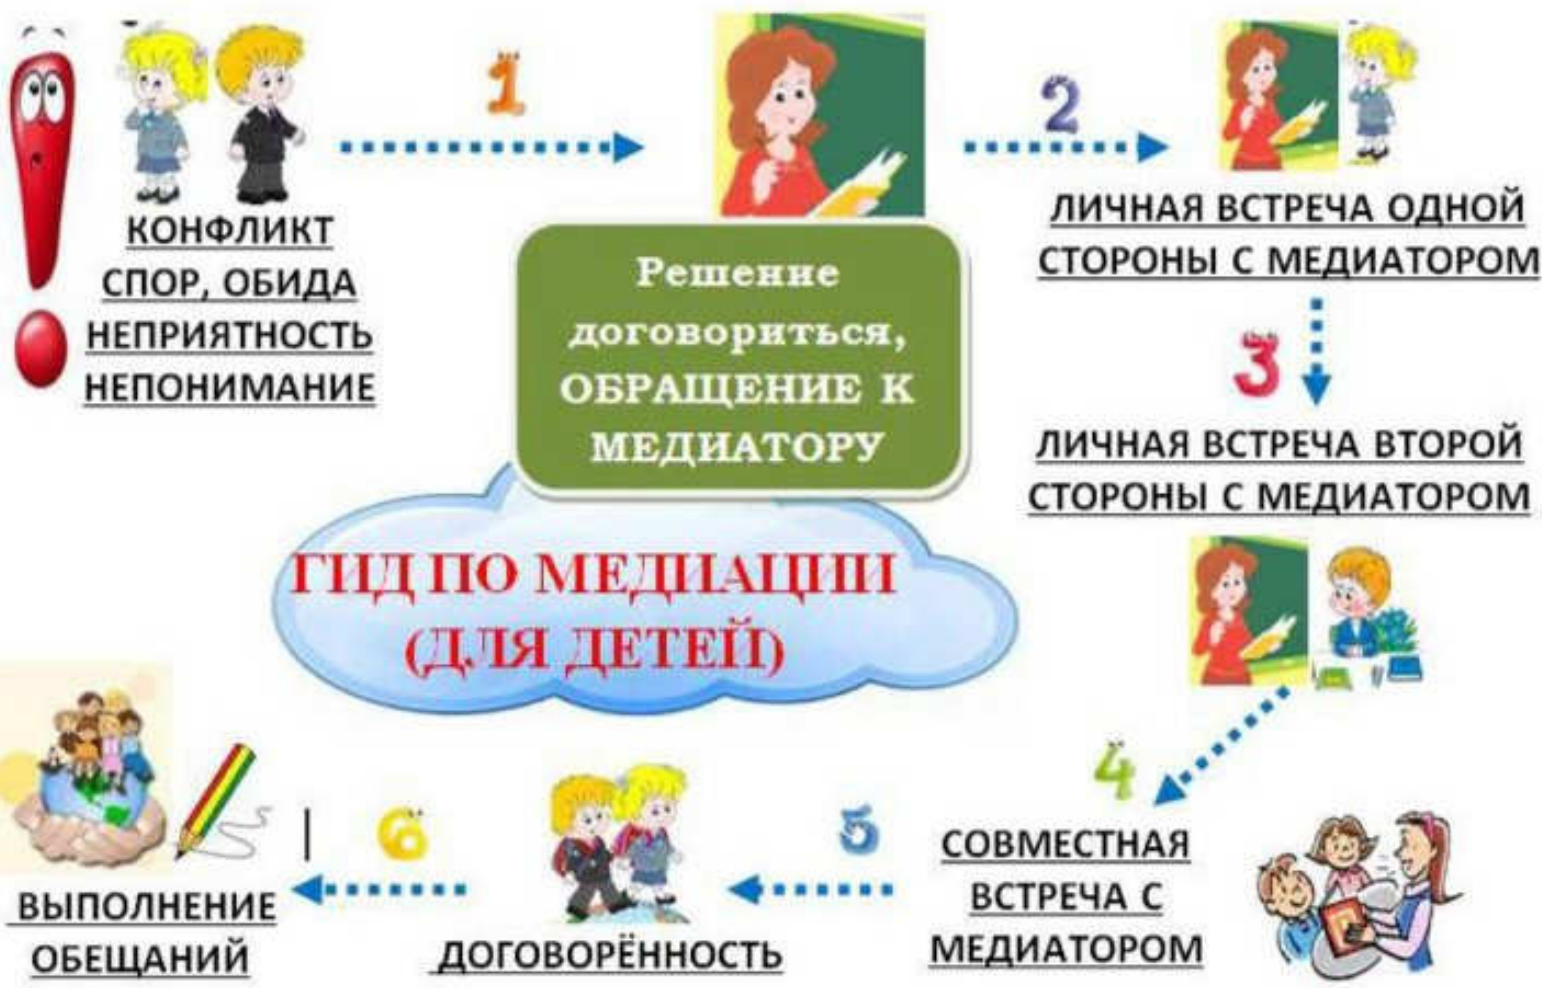 1
2
КОНФЛИКТ
СПОР, ОБИДА
НЕПРИЯТНОСТЬ
НЕПОНИМАНИЕ
Решение
договориться,
ОБРАЩЕНИЕ К
МЕДИАТОРУ
ЛИЧНАЯ ВСТРЕЧА ОДНОЙ
СТОРОНЫ С МЕДИАТОРОМ
3
ЛИЧНАЯ ВСТРЕЧА ВТОРОЙ
СТОРОНЫ С МЕДИАТОРОМ
ГИД ПО МЕДИАЦИИ
(ДЛЯ ДЕТЕЙ)
4
СОВМЕСТНАЯ
ВСТРЕЧА С
МЕДИАТОРОМ
5
ДОГОВОРЁННОСТЬ
6
ВЫПОЛНЕНИЕ
ОБЕЩАНИЙ